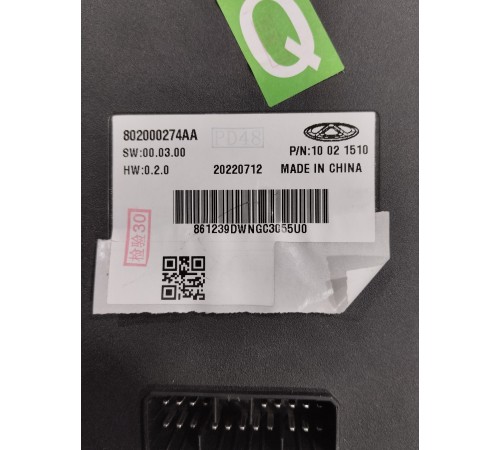 Q
802000274AA PD48
SW:00.03.00 P/N:10 02 1510
HW:0.2.0 20220712 MADE IN CHINA
861239DWNGC3G55U0
检验30